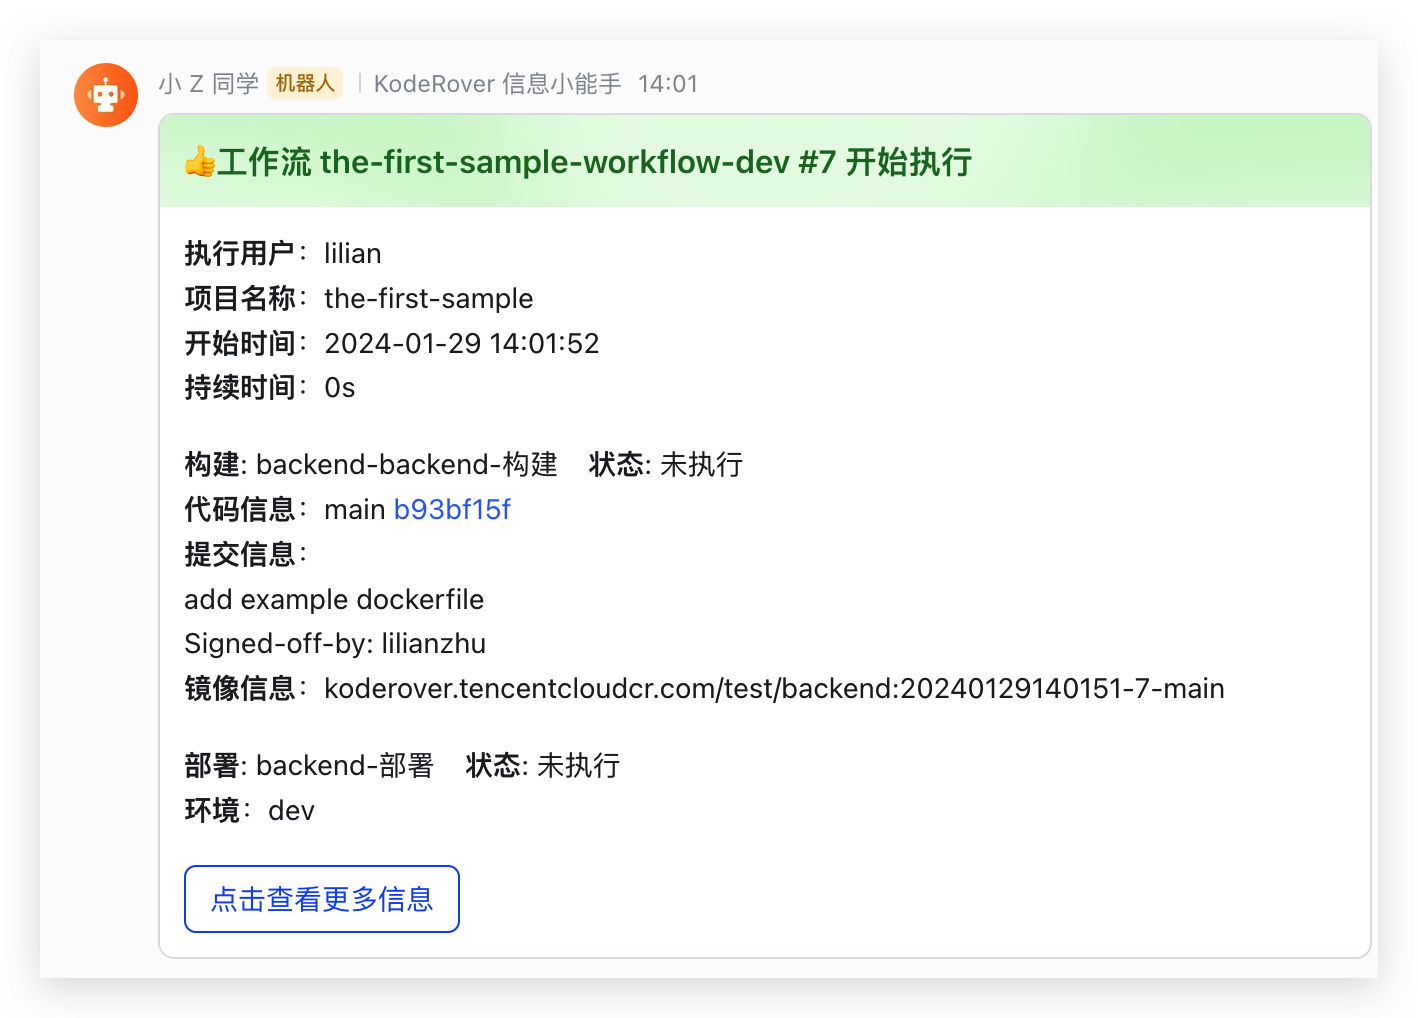 小 Z 同学 机器人 | KodeRover 信息小能手 14:01
👍工作流 the-first-sample-workflow-dev #7 开始执行
执行用户：lilian
项目名称：the-first-sample
开始时间：2024-01-29 14:01:52
持续时间：0s
构建: backend-backend-构建 状态: 未执行
代码信息：main b93bf15f
提交信息：
add example dockerfile
Signed-off-by: lilianzhu
镜像信息：koderover.tencentcloudcr.com/test/backend:20240129140151-7-main
部署: backend-部署 状态: 未执行
环境：dev
点击查看更多信息